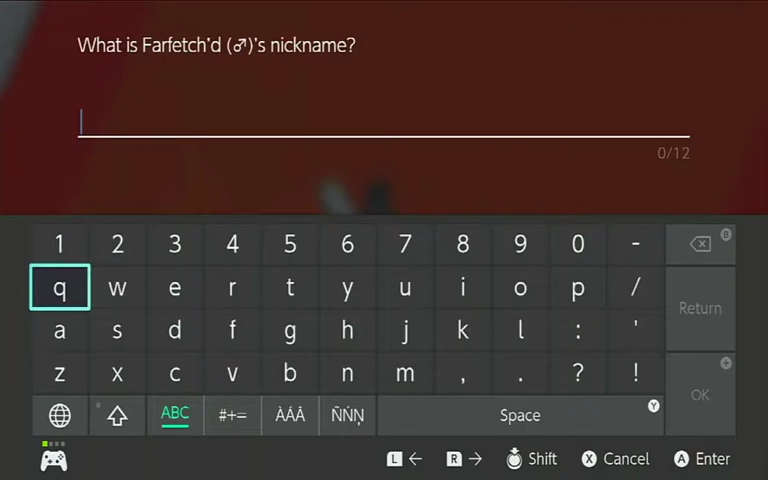 What is Farfetch'd (♂)'s nickname?
0/12
1 2 3 4 5 6 7 8 9 0 -
q w e r t y u i o p /
Return
a s d f g h j k l : '
z x c v b n m , . ? !
OK
ABC #+= ÀÁÂ ÑŃŅ Space
L ← R → Shift X Cancel A Enter